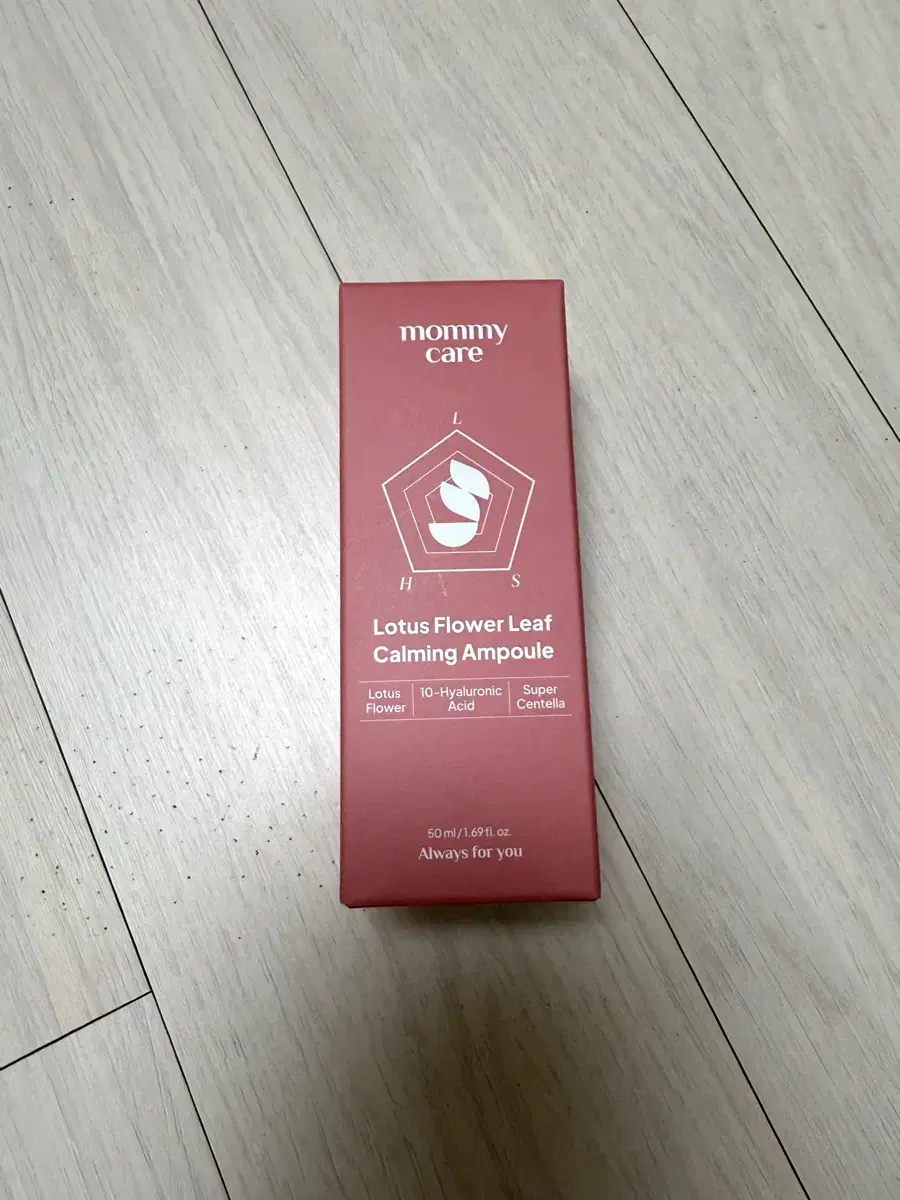 mommy
care
L
H S
Lotus Flower Leaf
Calming Ampoule
Lotus
Flower
10-Hyaluronic
Acid
Super
Centella
50 ml / 1.69 fl. oz.
Always for you